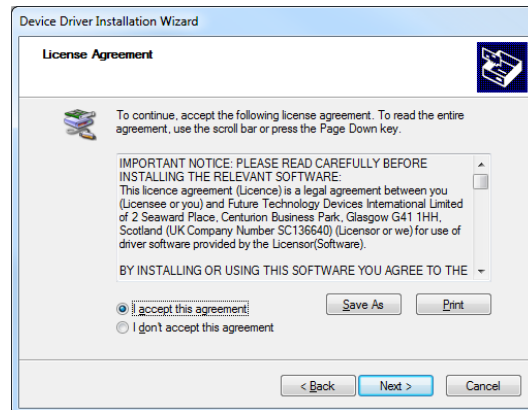 Device Driver Installation Wizard
License Agreement
To continue, accept the following license agreement. To read the entire
agreement, use the scroll bar or press the Page Down key.
IMPORTANT NOTICE: PLEASE READ CAREFULLY BEFORE
INSTALLING THE RELEVANT SOFTWARE:
This licence agreement (Licence) is a legal agreement between you
(Licensee or you) and Future Technology Devices International Limited
of 2 Seaward Place, Centurion Business Park, Glasgow G41 1HH,
Scotland (UK Company Number SC136640) (Licensor or we) for use of
driver software provided by the Licensor(Software).
BY INSTALLING OR USING THIS SOFTWARE YOU AGREE TO THE
I accept this agreement
Save As
Print
I don't accept this agreement
< Back
Next >
Cancel